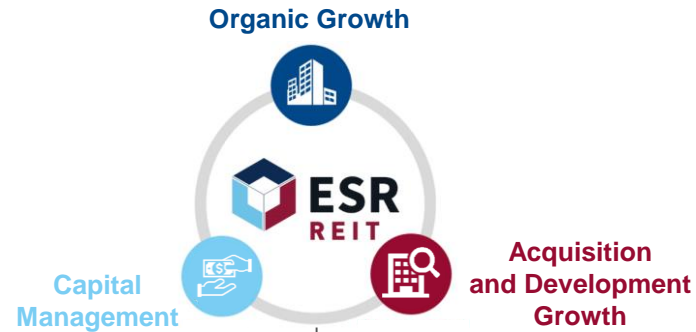 Organic Growth
ESR
REIT
Capital
Management
Acquisition
and Development
Growth